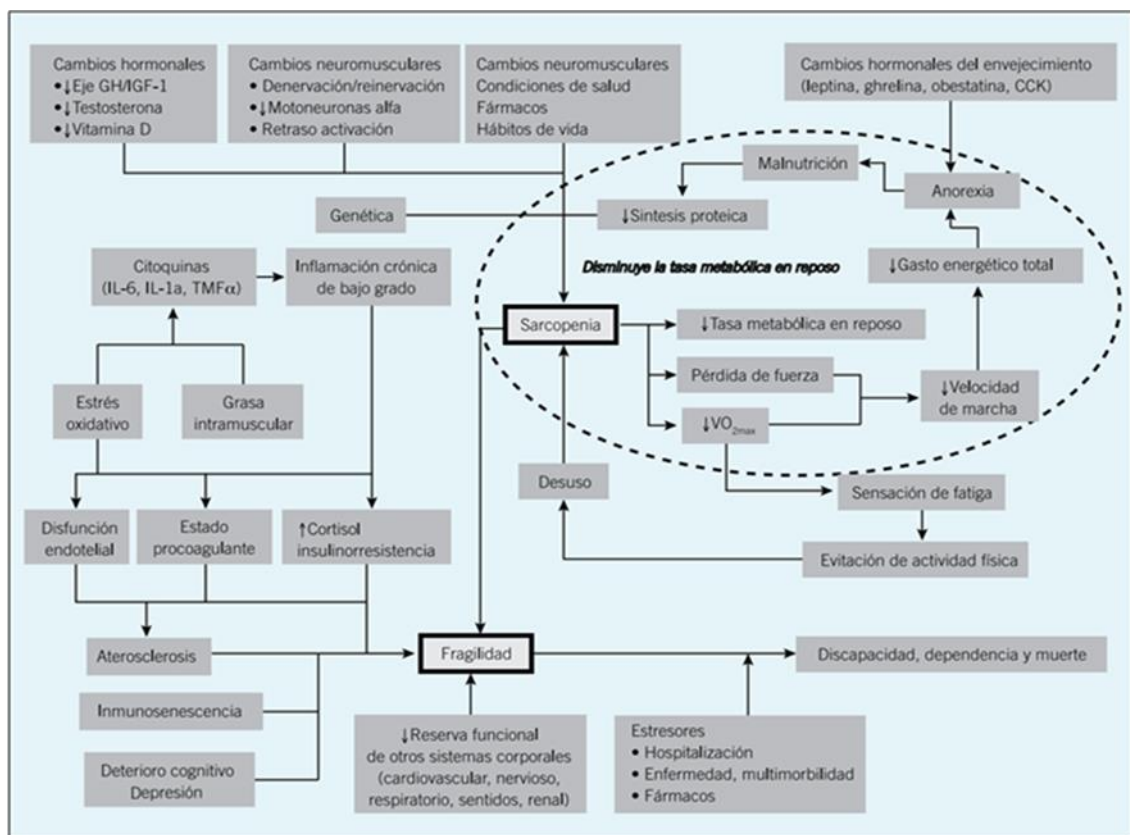 Cambios hormonales
•↓Eje GH/IGF-1
•↓Testosterona
•↓Vitamina D
Cambios neuromusculares
• Denervación/reinervación
•↓Motoneuronas alfa
• Retraso activación
Cambios neuromusculares
Condiciones de salud
Fármacos
Hábitos de vida
Cambios hormonales del envejecimiento
(leptina, ghrelina, obestatina, CCK)
Malnutrición
Anorexia
Genética
↓Sintesis proteica
Citoquinas
(IL-6, IL-1a, TMFα)
Inflamación crónica
de bajo grado
Disminuye la tasa metabólica en reposo
↓Gasto energético total
Sarcopenia
↓Tasa metabólica en reposo
Pérdida de fuerza
↓Velocidad
de marcha
↓VO2max
Estrés
oxidativo
Grasa
intramuscular
Desuso
Sensación de fatiga
Disfunción
endotelial
Estado
procoagulante
↑Cortisol
insulinorresistencia
Evitación de actividad física
Aterosclerosis
Fragilidad
Discapacidad, dependencia y muerte
Inmunosenescencia
Deterioro cognitivo
Depresión
↓Reserva funcional
de otros sistemas corporales
(cardiovascular, nervioso,
respiratorio, sentidos, renal)
Estresores
• Hospitalización
• Enfermedad, multimorbilidad
• Fármacos